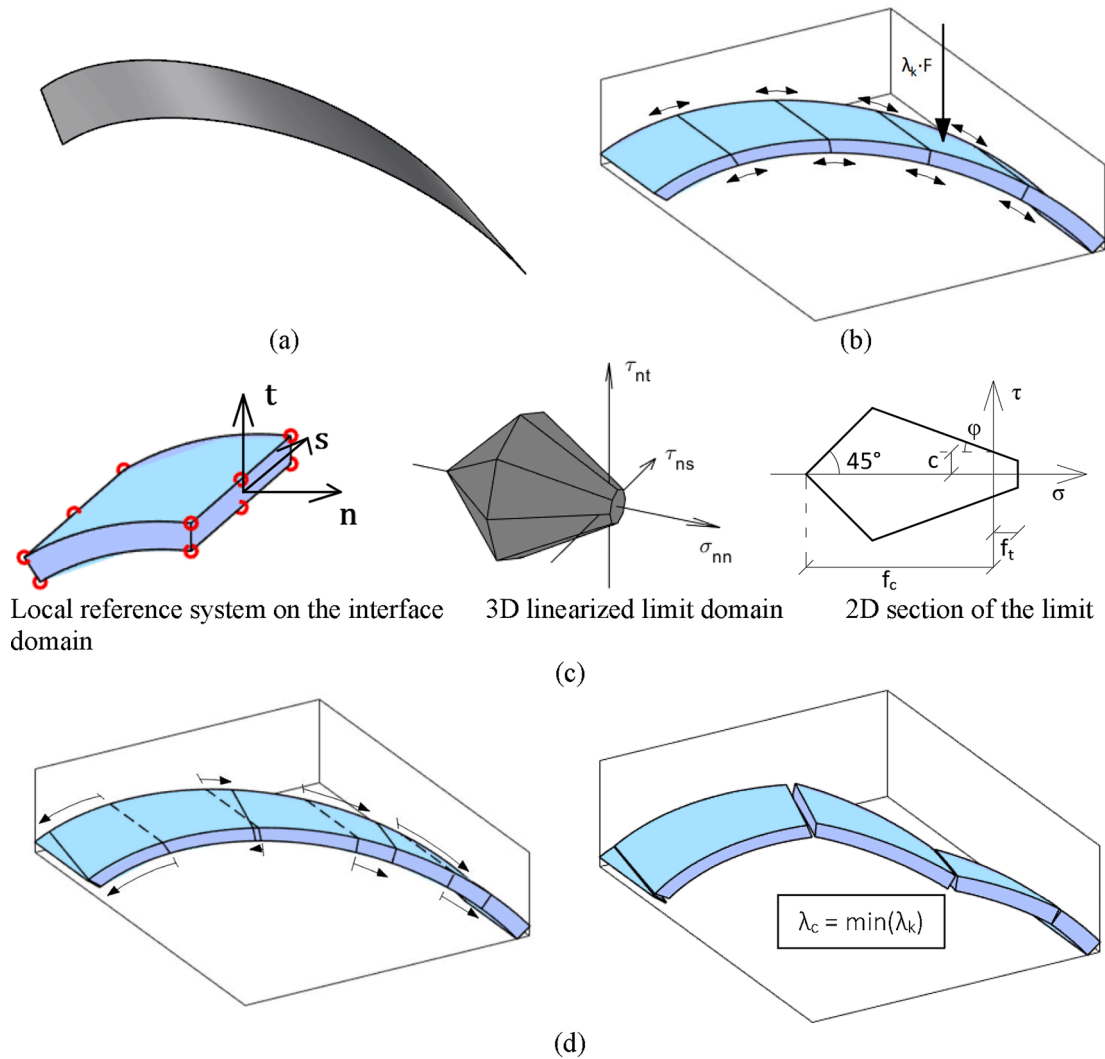 λk·F
(a)
(b)
t
s
n
τnt
τns
σnn
τ
φ
c
45°
σ
ft
fc
Local reference system on the interface
domain
3D linearized limit domain
2D section of the limit
(c)
λc = min(λk)
(d)